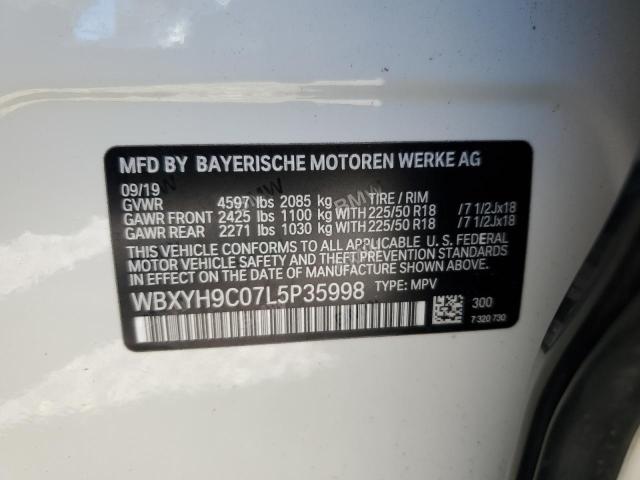 MFD BY BAYERISCHE MOTOREN WERKE AG
09/19
GVWR 4597 lbs 2085 kg TIRE / RIM
GAWR FRONT 2425 lbs 1100 kg WITH 225/50 R18 /7 1/2Jx18
GAWR REAR 2271 lbs 1030 kg WITH 225/50 R18 /7 1/2Jx18
THIS VEHICLE CONFORMS TO ALL APPLICABLE U. S. FEDERAL
MOTOR VEHICLE SAFETY, BUMPER, AND THEFT PREVENTION STANDARDS
IN EFFECT ON THE DATE OF MANUFACTURE SHOWN ABOVE.
WBXYH9C07L5P35998 TYPE: MPV
300
7 320 730